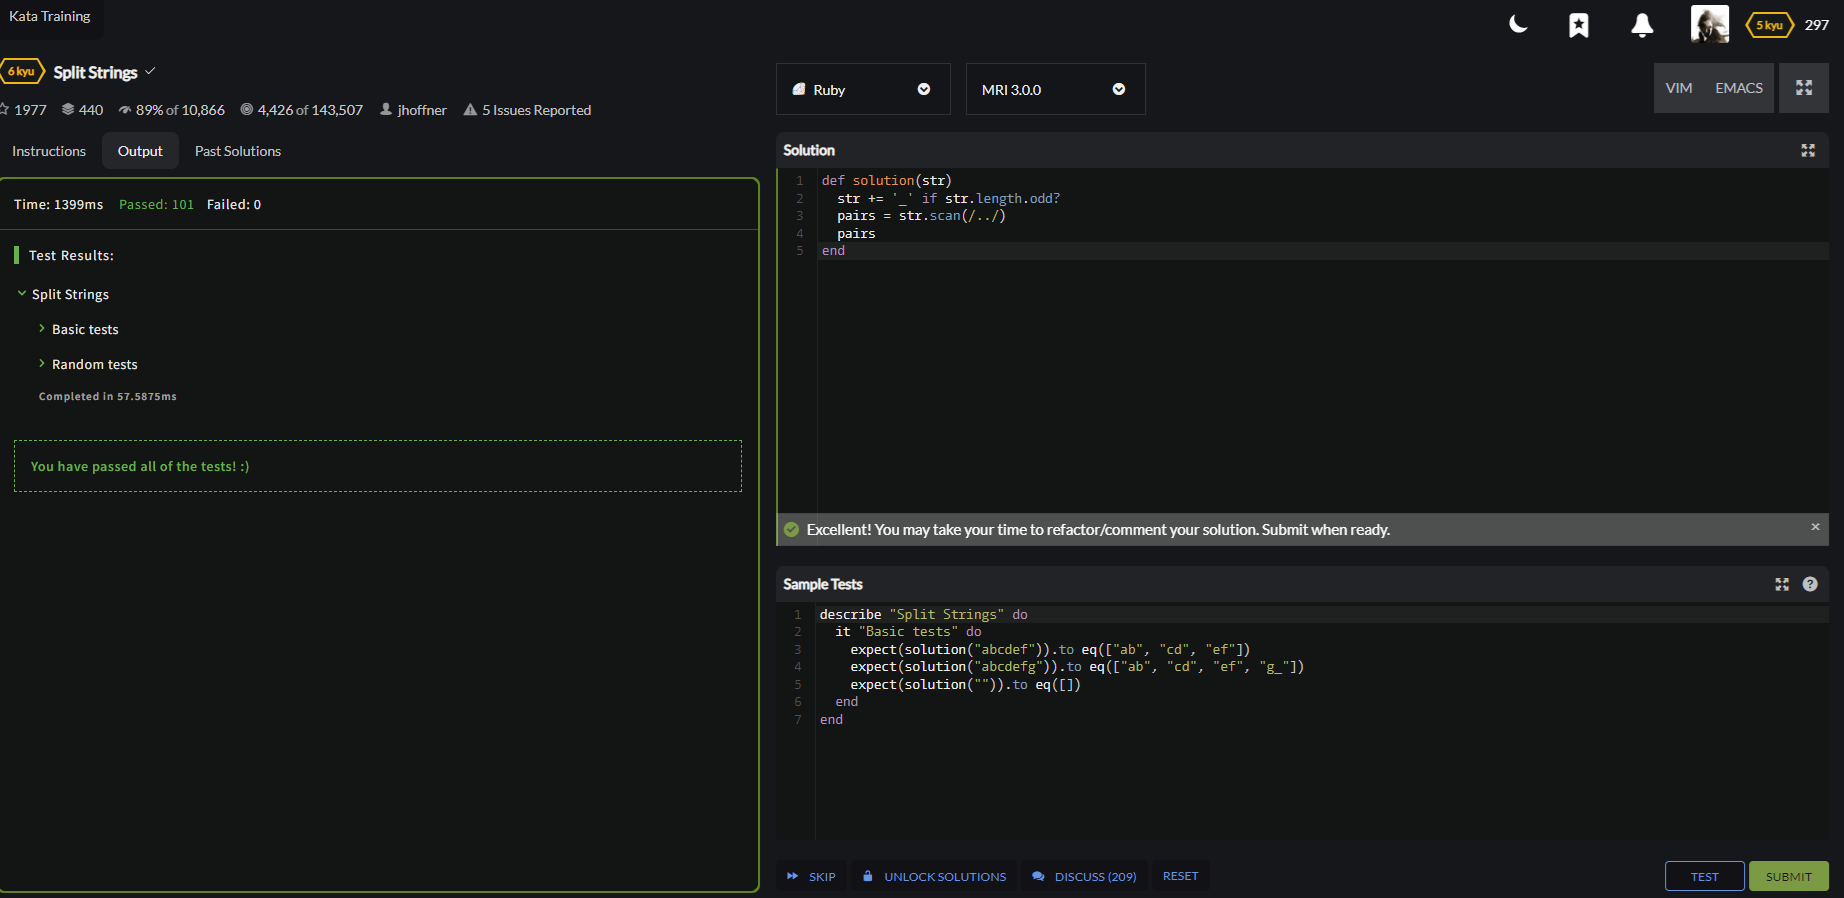 Kata Training
5 kyu 297
6 kyu Split Strings
1977 440 89% of 10,866 4,426 of 143,507 jhoffner 5 Issues Reported
Instructions Output Past Solutions
Time: 1399ms Passed: 101 Failed: 0
Test Results:
Split Strings
Basic tests
Random tests
Completed in 57.5875ms
You have passed all of the tests! :)
Ruby MRI 3.0.0 VIM EMACS
Solution
1 def solution(str)
2   str += '_' if str.length.odd?
3   pairs = str.scan(/../)
4   pairs
5 end
Excellent! You may take your time to refactor/comment your solution. Submit when ready. ×
Sample Tests ?
1 describe "Split Strings" do
2   it "Basic tests" do
3     expect(solution("abcdef")).to eq(["ab", "cd", "ef"])
4     expect(solution("abcdefg")).to eq(["ab", "cd", "ef", "g_"])
5     expect(solution("")).to eq([])
6   end
7 end
SKIP UNLOCK SOLUTIONS DISCUSS (209) RESET TEST SUBMIT